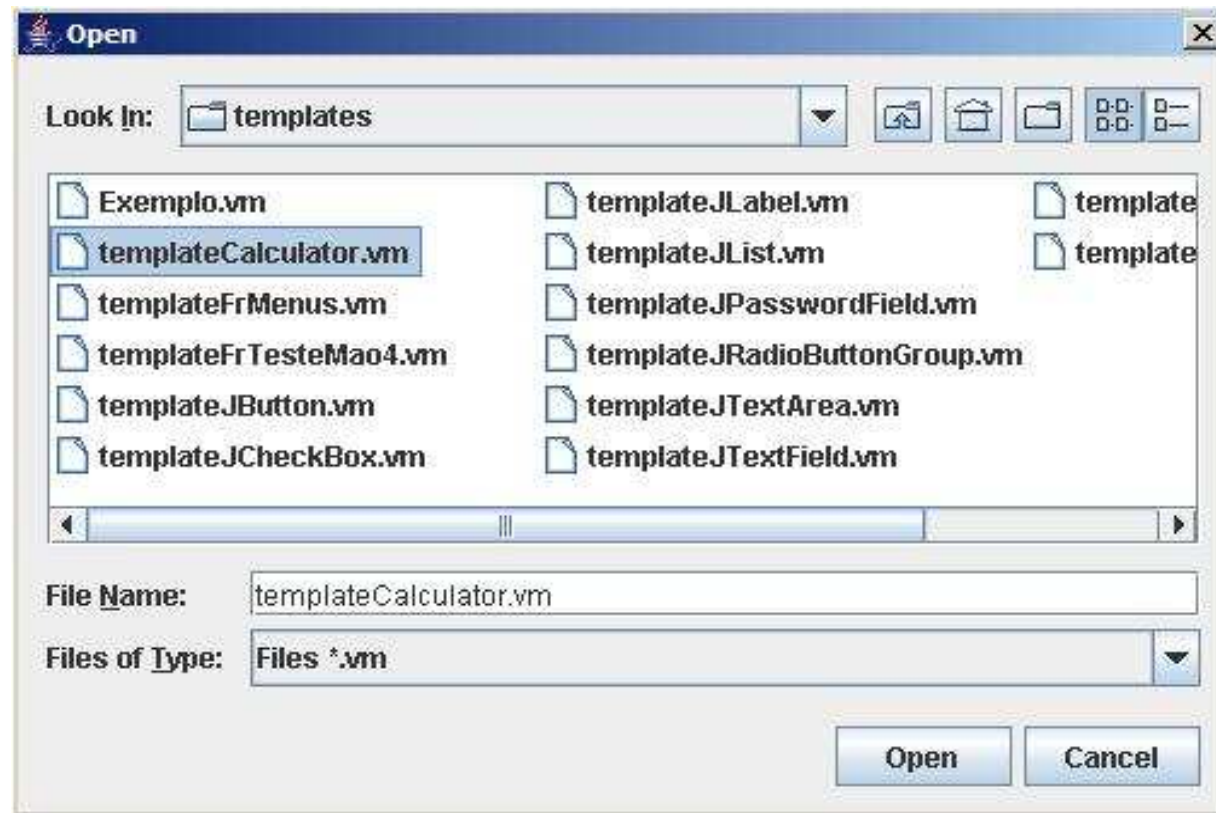 Open
Look In: templates
Exemplo.vm templateJLabel.vm template
templateCalculator.vm templateJList.vm template
templateFrMenus.vm templateJPasswordField.vm
templateFrTesteMao4.vm templateJRadioButtonGroup.vm
templateJButton.vm templateJTextArea.vm
templateJCheckBox.vm templateJTextField.vm
File Name: templateCalculator.vm
Files of Type: Files *.vm
Open Cancel